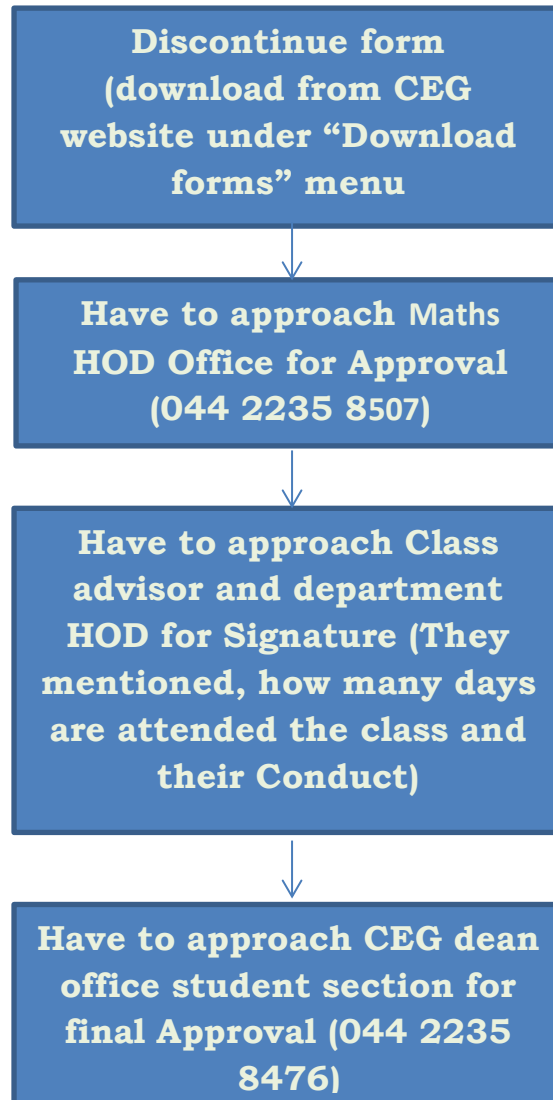 Discontinue form
(download from CEG
website under “Download
forms” menu
Have to approach Maths
HOD Office for Approval
(044 2235 8507)
Have to approach Class
advisor and department
HOD for Signature (They
mentioned, how many days
are attended the class and
their Conduct)
Have to approach CEG dean
office student section for
final Approval (044 2235
8476)